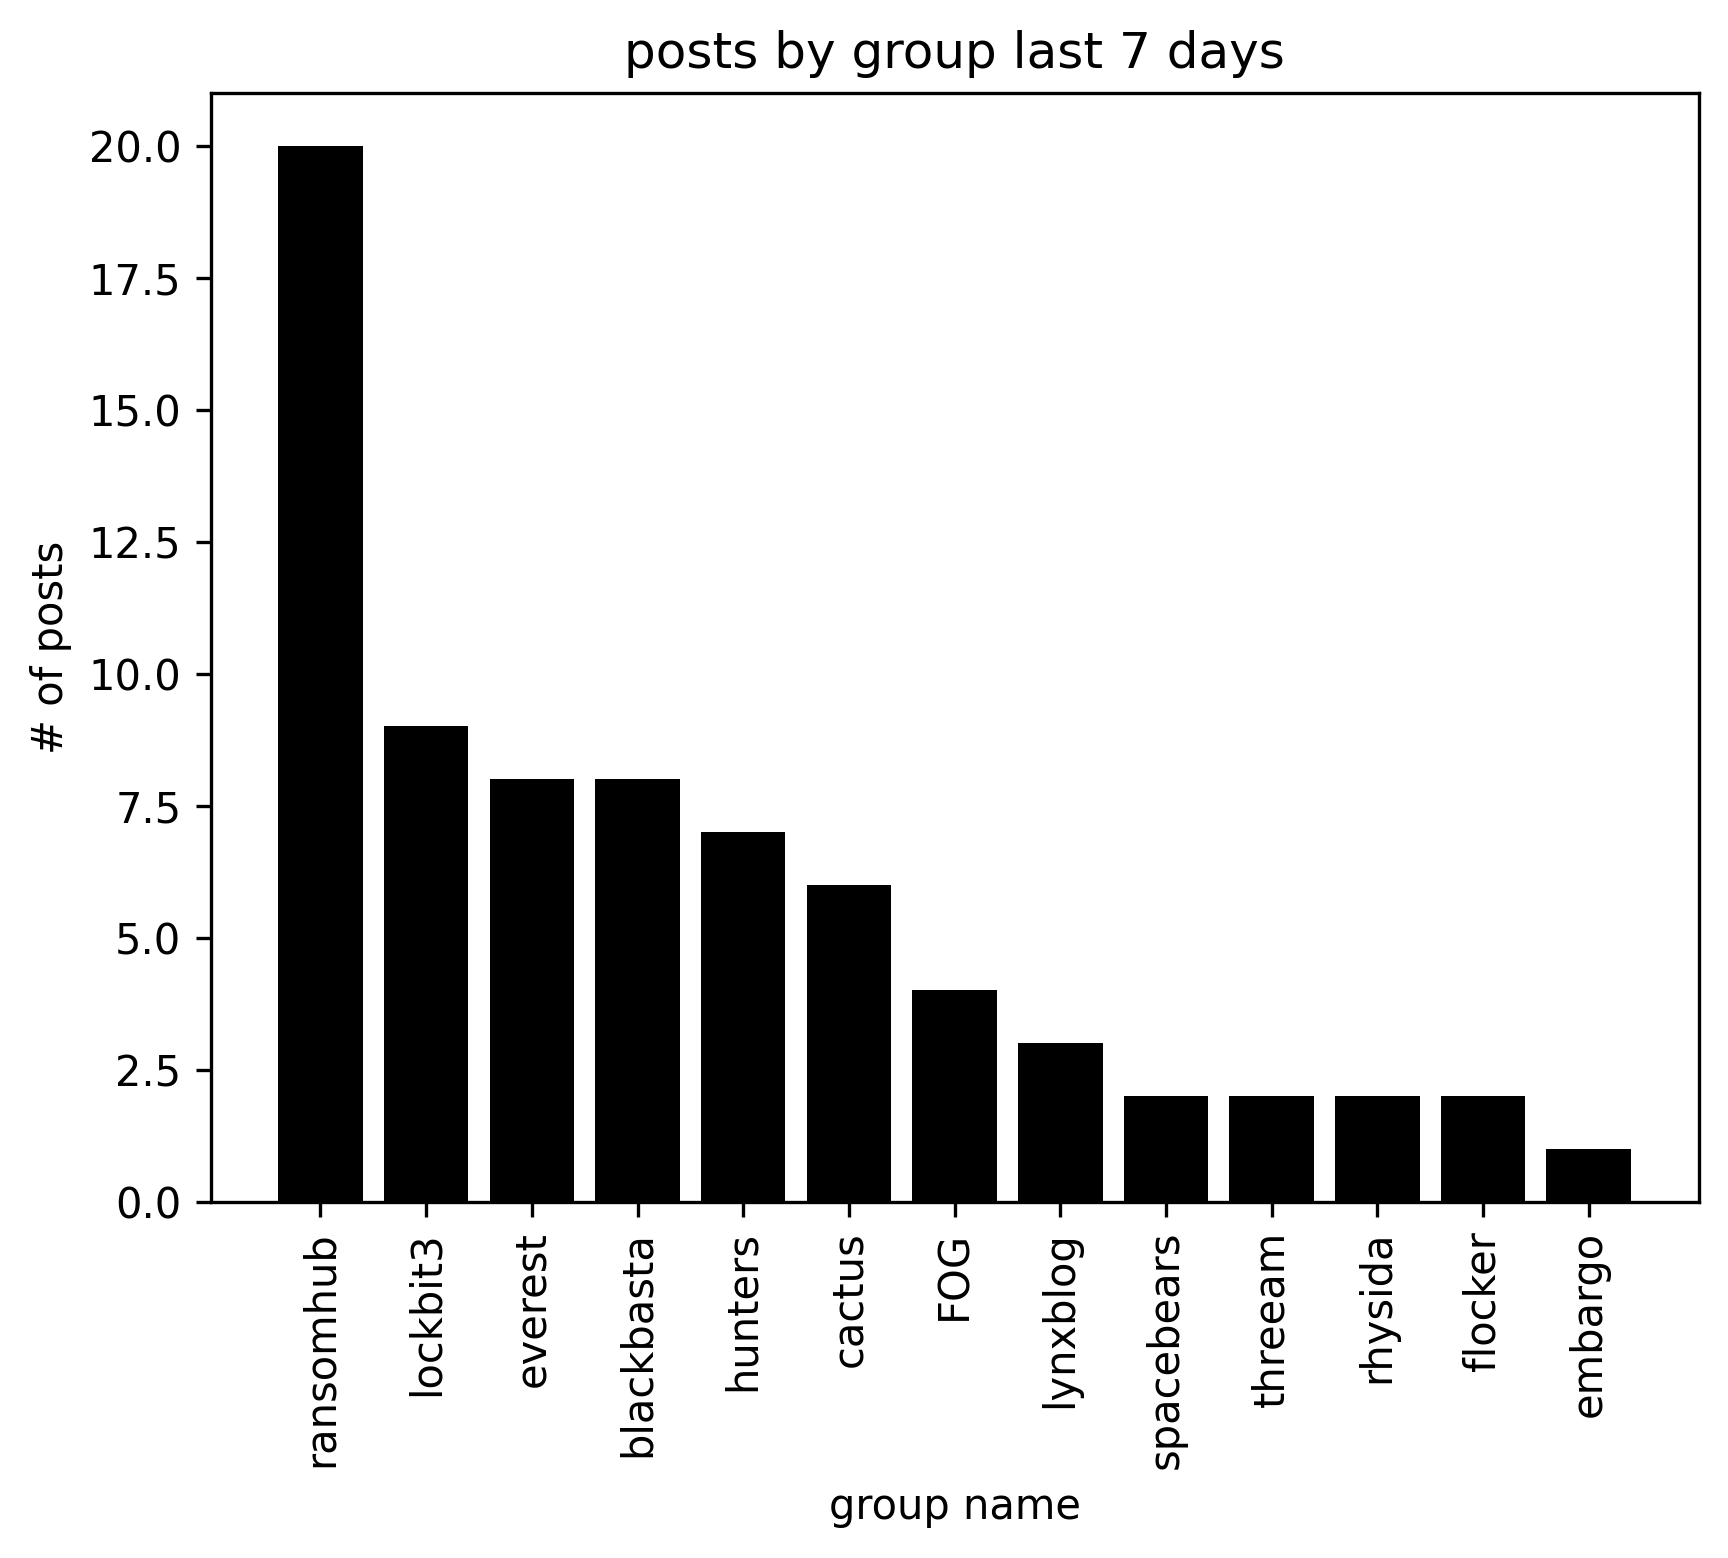 posts by group last 7 days
20.0
17.5
15.0
12.5
10.0
7.5
5.0
2.5
0.0
# of posts
ransomhub
lockbit3
everest
blackbasta
hunters
cactus
FOG
lynxblog
spacebears
threeam
rhysida
flocker
embargo
group name